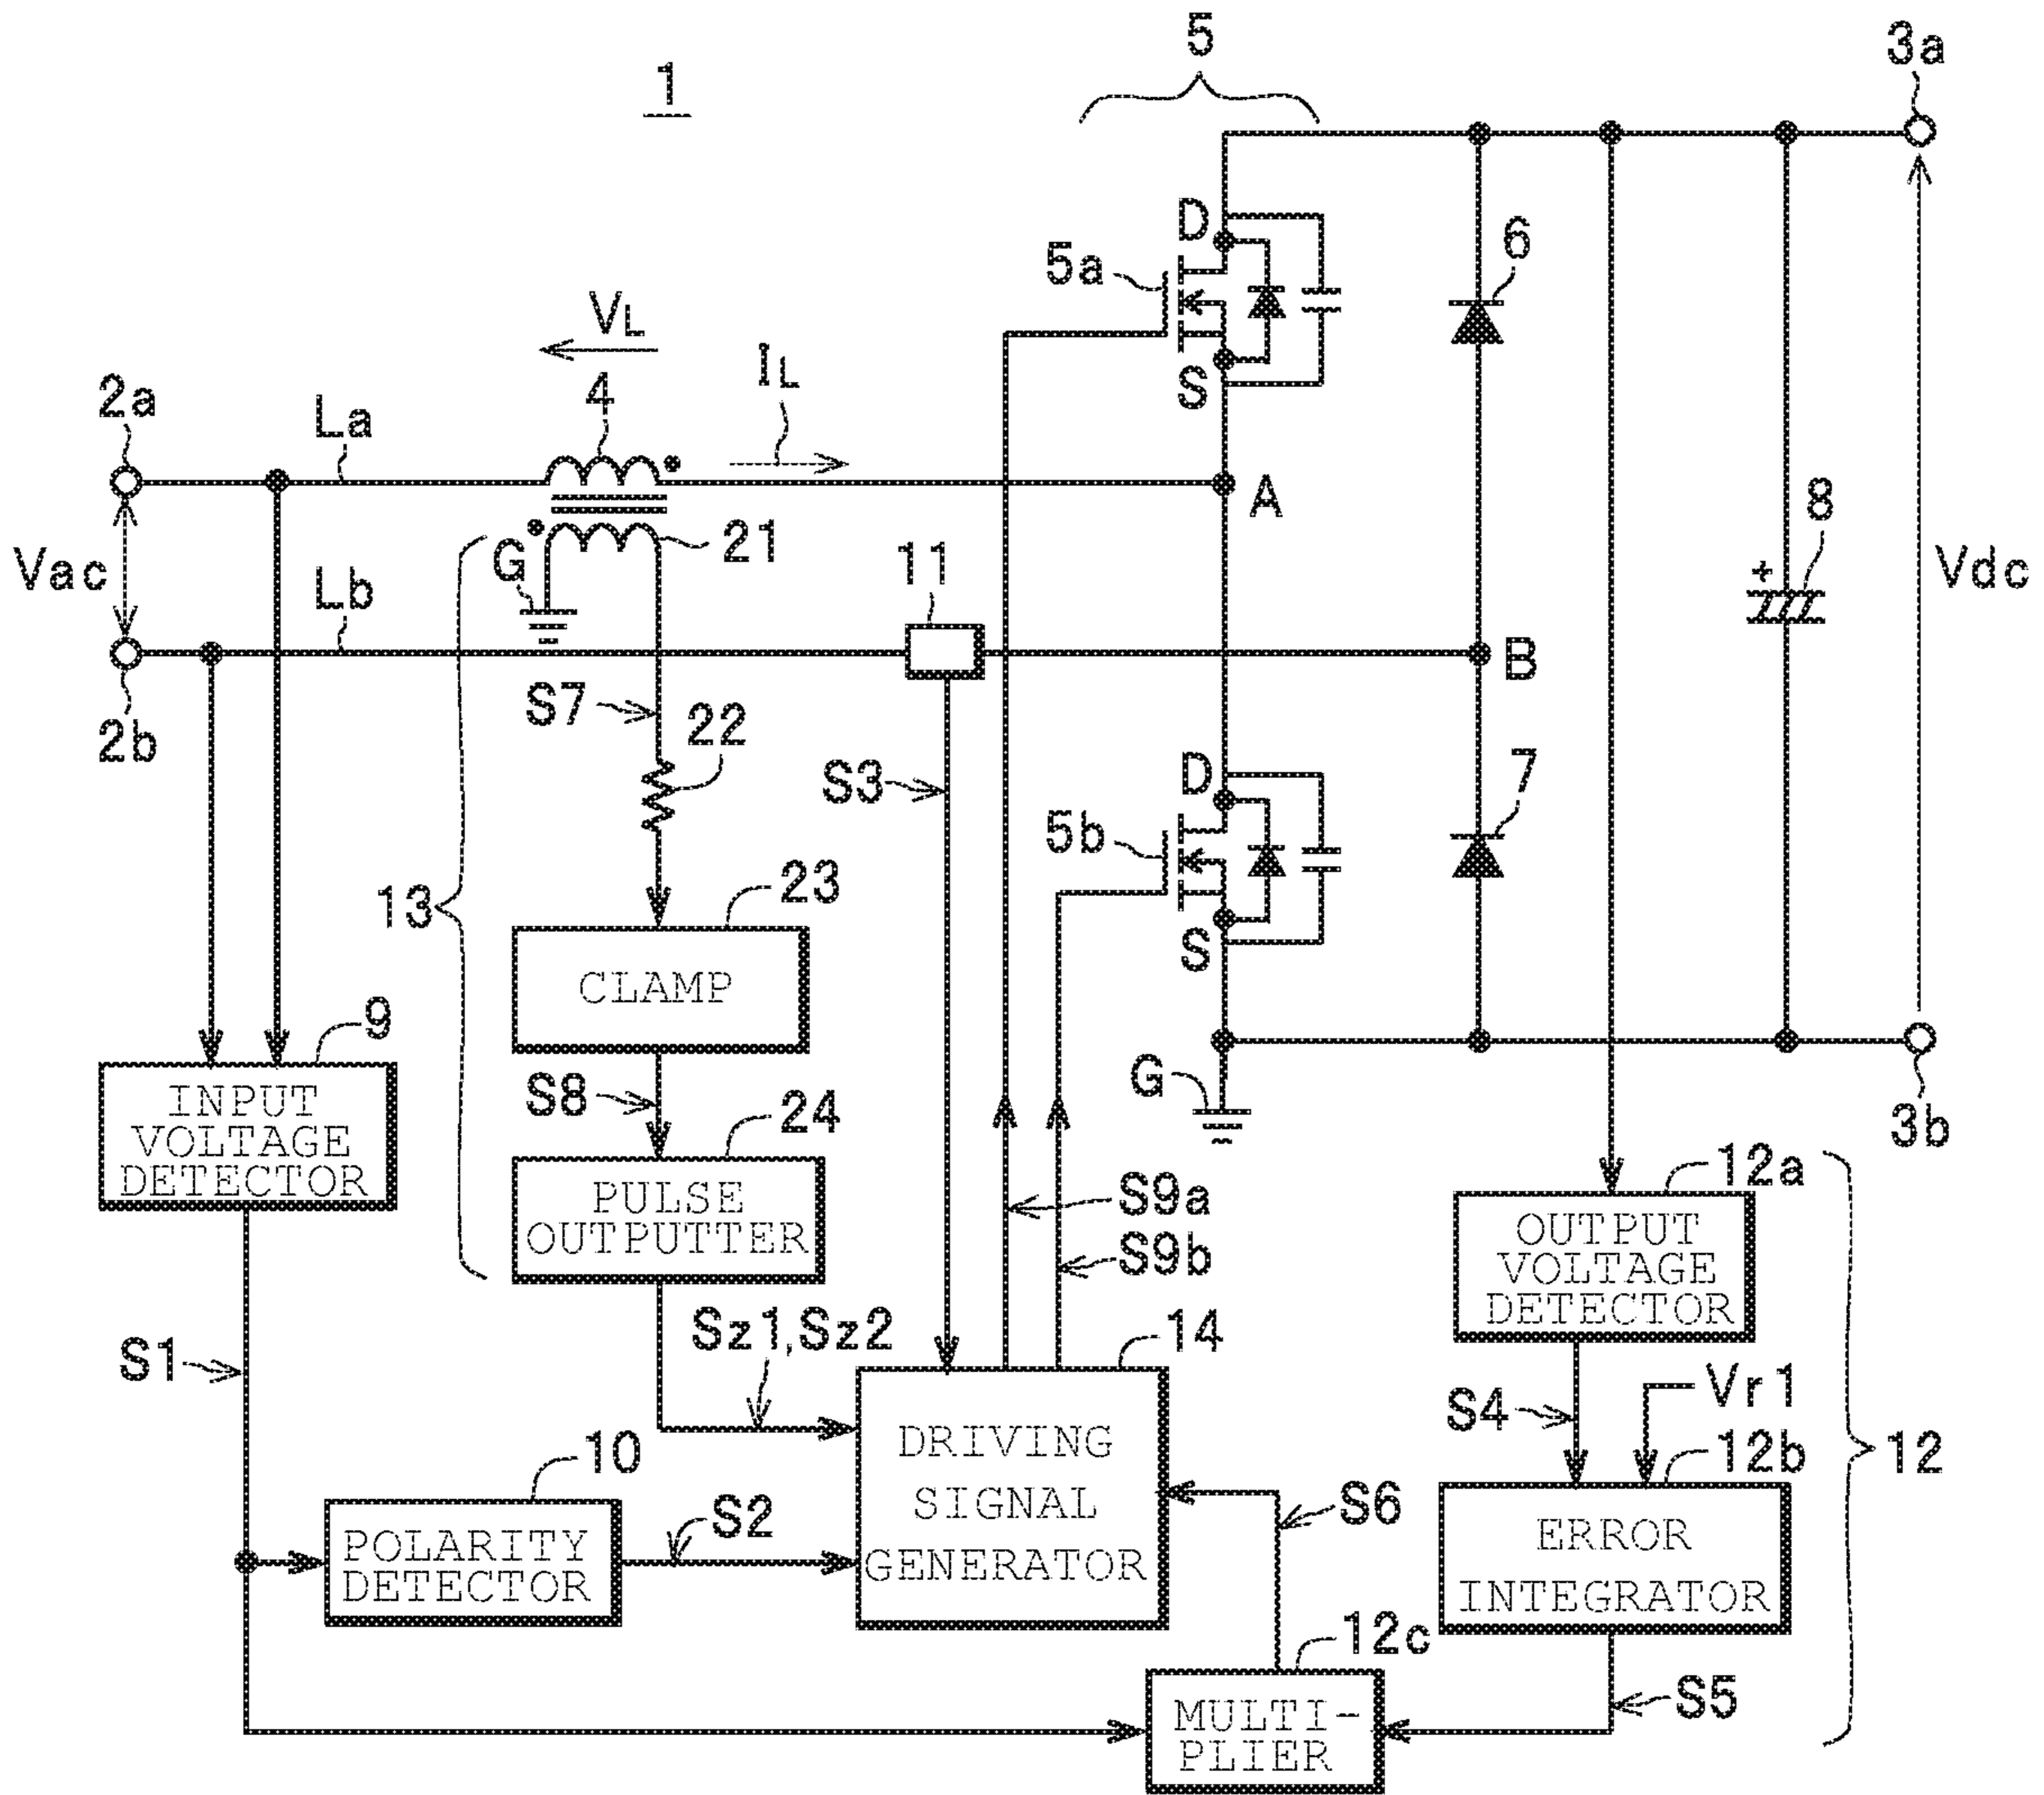 1
5
3a
D
5a
6
S
VL
IL
4
2a
La
A
8
21
G
11
Vac
Lb
Vdc
B
2b
S7
22
S3
D
7
5b
13
23
CLAMP
S
9
G
INPUT
VOLTAGE
DETECTOR
S8
24
3b
PULSE
OUTPUTTER
S9a
S9b
12a
OUTPUT
VOLTAGE
DETECTOR
Sz1,Sz2
14
S1
S4
Vr1
12b
12
10
DRIVING
SIGNAL
GENERATOR
S2
S6
POLARITY
DETECTOR
ERROR
INTEGRATOR
12c
MULTI-
PLIER
S5